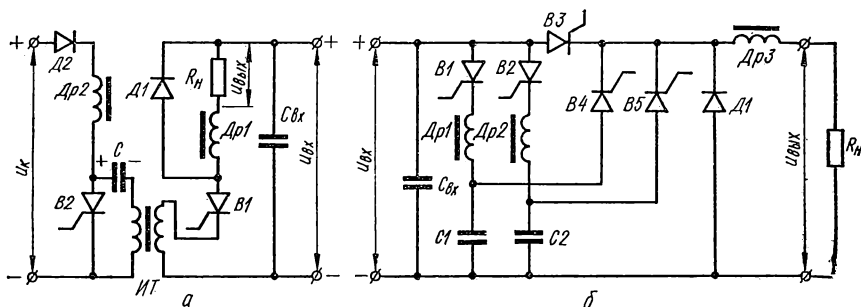 + Д2 + + В3
Др2 Д1 Rн Uвых Свх Uвх В1 В2 Др3
Uк Др1 Др1 Др2 В4 В5 Д1
+ С - Uвх Uвых Rн
В2 В1 Свх
С1 С2
- ИТ - -
а б